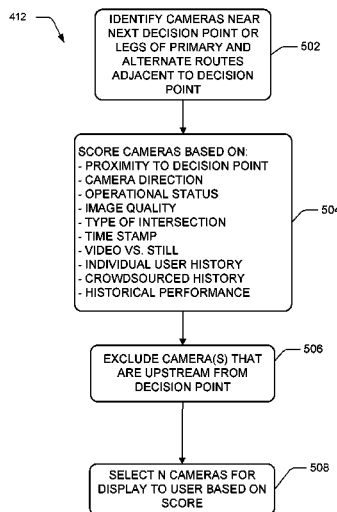 412
IDENTIFY CAMERAS NEAR
NEXT DECISION POINT OR
LEGS OF PRIMARY AND
ALTERNATE ROUTES
ADJACENT TO DECISION
POINT
502
SCORE CAMERAS BASED ON:
- PROXIMITY TO DECISION POINT
- CAMERA DIRECTION
- OPERATIONAL STATUS
- IMAGE QUALITY
- TYPE OF INTERSECTION
- TIME STAMP
- VIDEO VS. STILL
- INDIVIDUAL USER HISTORY
- CROWDSOURCED HISTORY
- HISTORICAL PERFORMANCE
504
EXCLUDE CAMERA(S) THAT
ARE UPSTREAM FROM
DECISION POINT
506
SELECT N CAMERAS FOR
DISPLAY TO USER BASED ON
SCORE
508